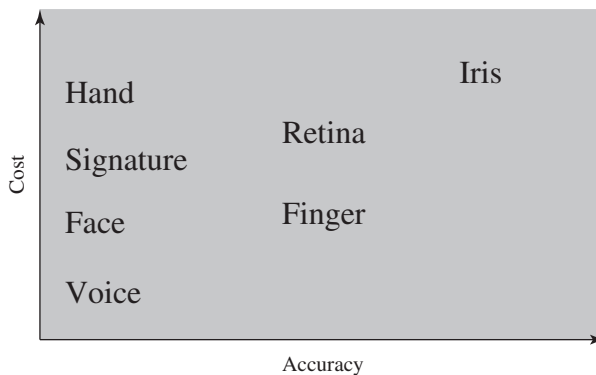 Cost
Iris
Hand
Retina
Signature
Finger
Face
Voice
Accuracy